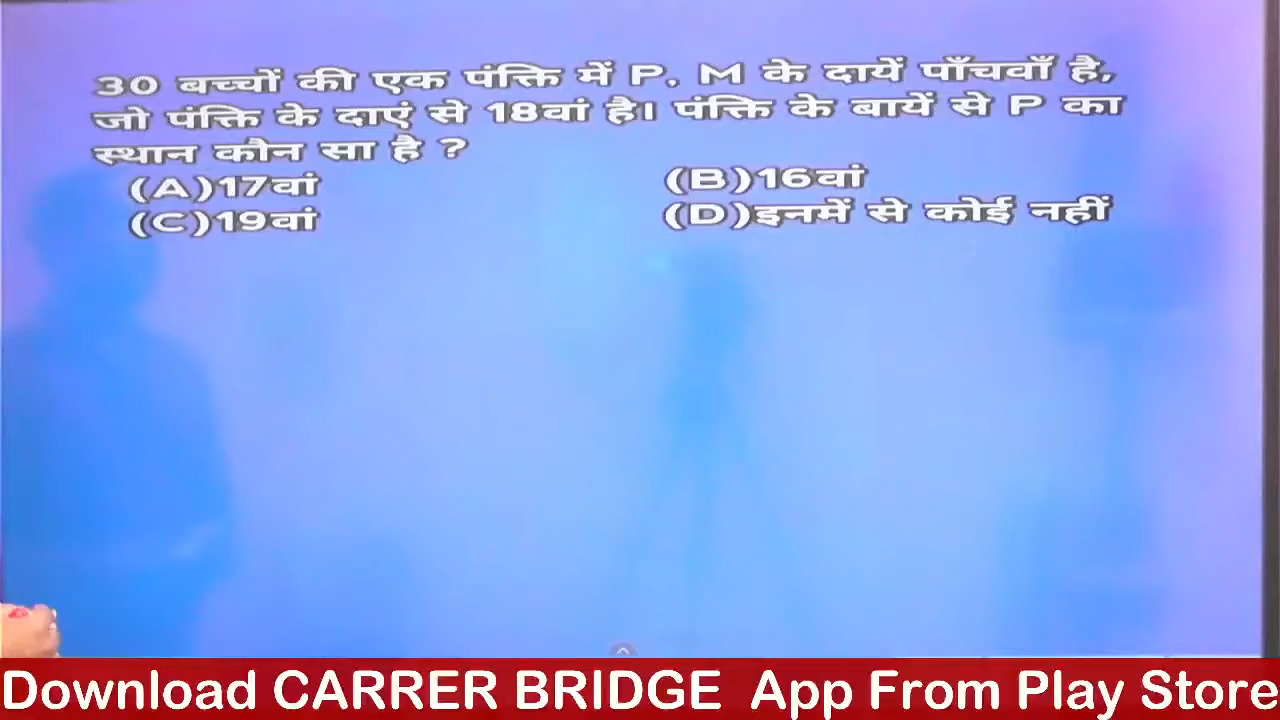 30 बच्चों की एक पंक्ति में P. M के दायें पाँचवाँ है,
जो पंक्ति के दाएं से 18वां है। पंक्ति के बायें से P का
स्थान कौन सा है ?
(A)17वां (B)16वां
(C)19वां (D)इनमें से कोई नहीं
Download CARRER BRIDGE App From Play Store